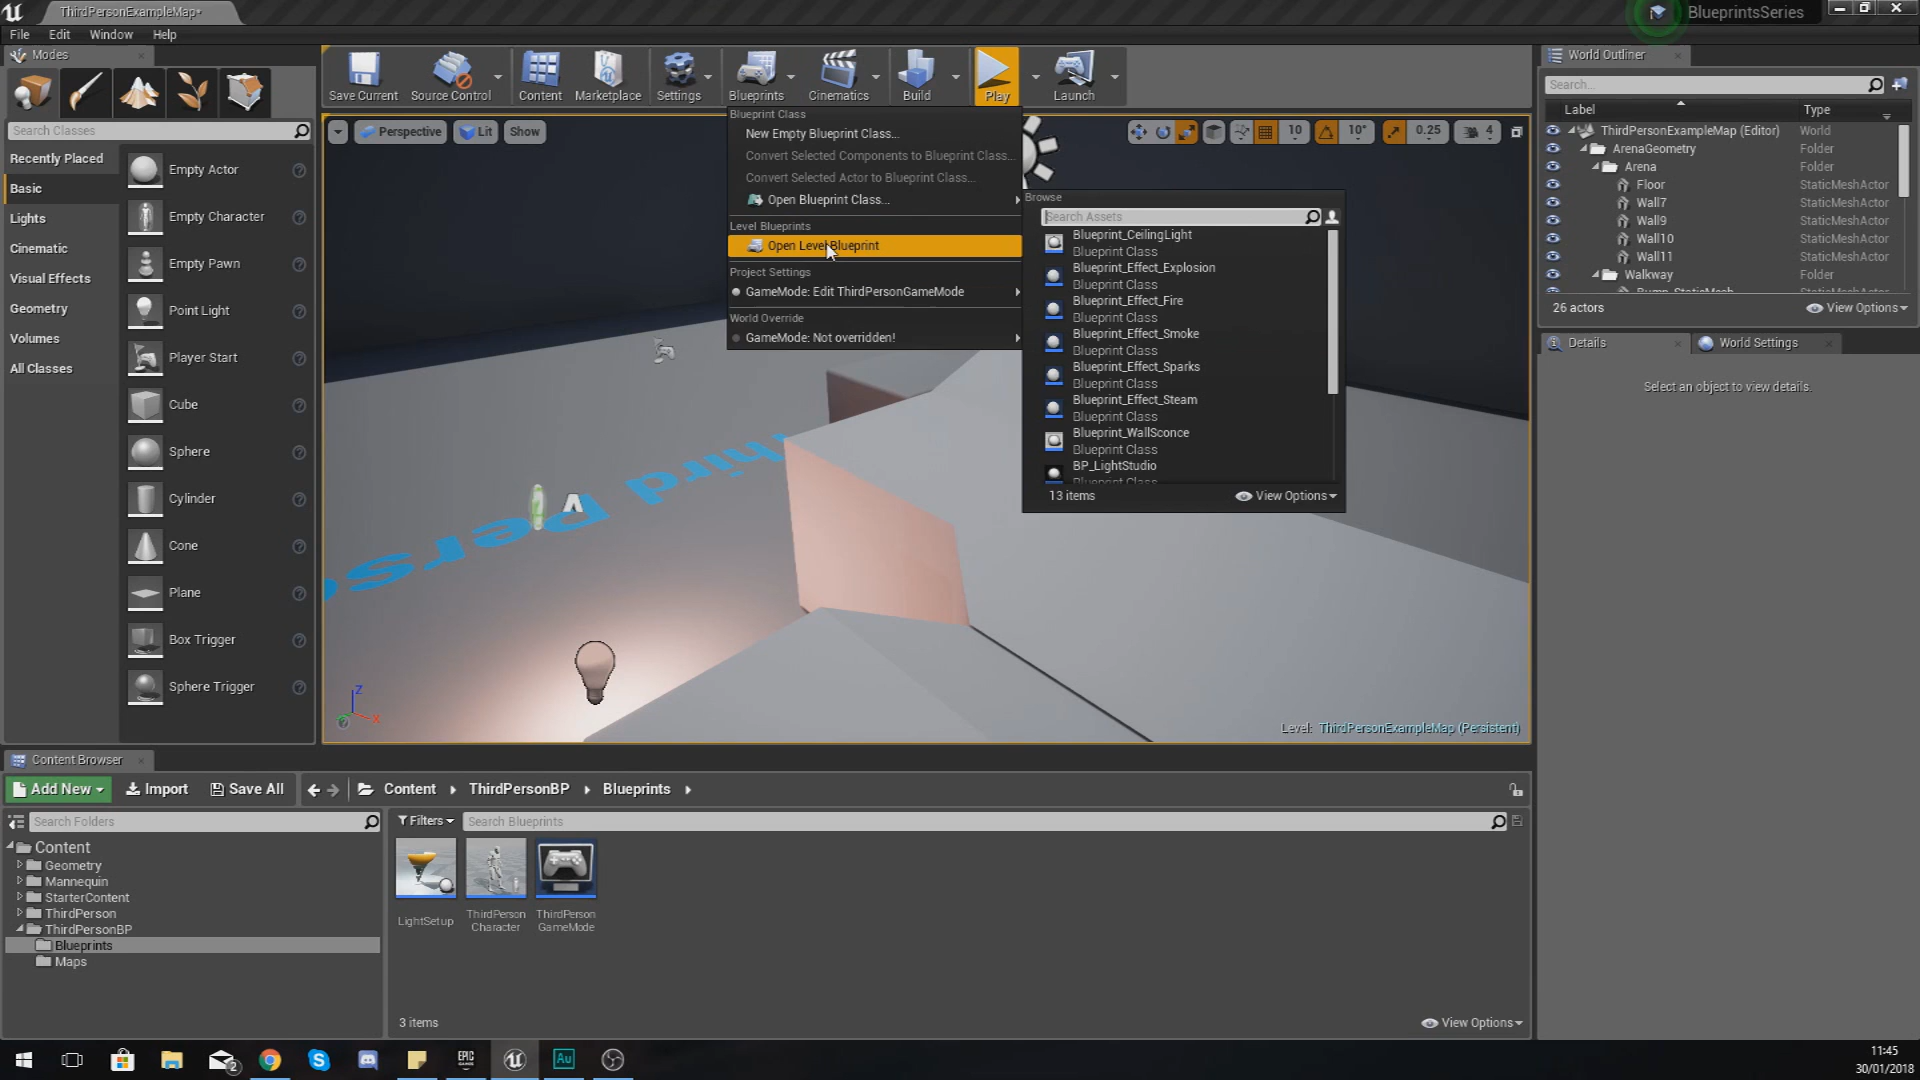 ThirdPersonExampleMap*
BlueprintsSeries
File Edit Window Help
Modes
Search Classes
Recently Placed
Basic
Lights
Cinematic
Visual Effects
Geometry
Volumes
All Classes
Empty Actor
Empty Character
Empty Pawn
Point Light
Player Start
Cube
Sphere
Cylinder
Cone
Plane
Box Trigger
Sphere Trigger
Save Current
Source Control
Content
Marketplace
Settings
Blueprints
Cinematics
Build
Play
Launch
Perspective
Lit
Show
10
10°
0.25
4
Blueprint Class
New Empty Blueprint Class...
Convert Selected Components to Blueprint Class...
Convert Selected Actor to Blueprint Class...
Open Blueprint Class...
Level Blueprints
Open Level Blueprint
Project Settings
GameMode: Edit ThirdPersonGameMode
World Override
GameMode: Not overridden!
Browse
Search Assets
Blueprint_CeilingLight
Blueprint Class
Blueprint_Effect_Explosion
Blueprint Class
Blueprint_Effect_Fire
Blueprint Class
Blueprint_Effect_Smoke
Blueprint Class
Blueprint_Effect_Sparks
Blueprint Class
Blueprint_Effect_Steam
Blueprint Class
Blueprint_WallSconce
Blueprint Class
BP_LightStudio
Blueprint Class
13 items
View Options
Third Perso
Z
X
Level: ThirdPersonExampleMap (Persistent)
World Outliner
Search...
Label Type
ThirdPersonExampleMap (Editor) World
ArenaGeometry Folder
Arena Folder
Floor StaticMeshActor
Wall7 StaticMeshActor
Wall9 StaticMeshActor
Wall10 StaticMeshActor
Wall11 StaticMeshActor
Walkway Folder
Bump_StaticMesh StaticMeshActor
26 actors
View Options
Details
World Settings
Select an object to view details.
Content Browser
Add New
Import
Save All
Content
ThirdPersonBP
Blueprints
Search Folders
Filters
Search Blueprints
Content
Geometry
Mannequin
StarterContent
ThirdPerson
ThirdPersonBP
Blueprints
Maps
LightSetup
ThirdPerson
Character
ThirdPerson
GameMode
3 items
View Options
2
EPIC
GAMES
Au
11:45
30/01/2018